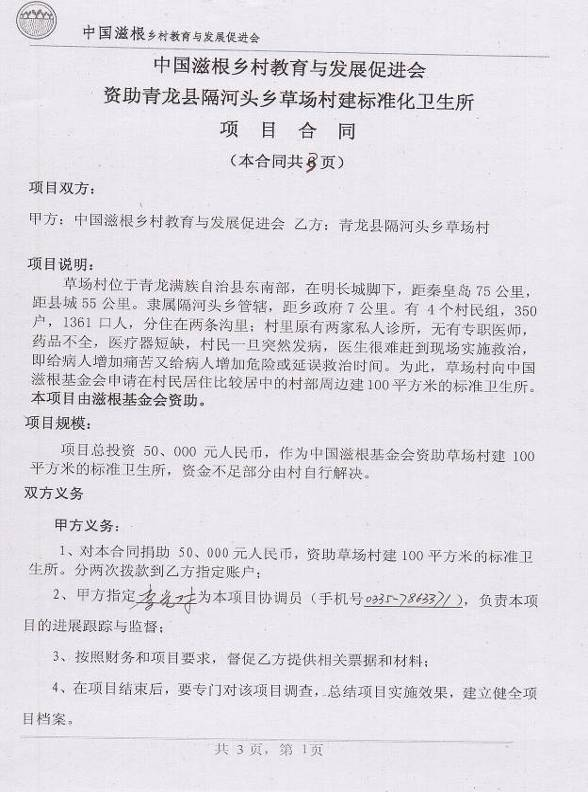 中国滋根乡村教育与发展促进会
中国滋根乡村教育与发展促进会
资助青龙县隔河头乡草场村建标准化卫生所
项 目 合 同
（本合同共3页）
项目双方：
甲方：中国滋根乡村教育与发展促进会 乙方：青龙县隔河头乡草场村
项目说明：
草场村位于青龙满族自治县东南部，在明长城脚下，距秦皇岛 75 公里，
距县城 55 公里。隶属隔河头乡管辖，距乡政府 7 公里。有 4 个村民组，350
户，1361 口人，分住在两条沟里；村里原有两家私人诊所，无有专职医师，
药品不全，医疗器短缺，村民一旦突然发病，医生很难赶到现场实施救治，
即给病人增加痛苦又给病人增加危险或延误救治时间。为此，草场村向中国
滋根基金会申请在村民居住比较居中的村部周边建 100 平方米的标准卫生所。
本项目由滋根基金会资助。
项目规模：
项目总投资 50、000 元人民币，作为中国滋根基金会资助草场村建 100
平方米的标准卫生所，资金不足部分由村自行解决。
双方义务
甲方义务：
1、对本合同捐助 50、000 元人民币，资助草场村建 100 平方米的标准卫
生所。分两次拨款到乙方指定账户；
2、甲方指定 为本项目协调员（手机号0335-7863371），负责本项
目的进展跟踪与监督；
3、按照财务和项目要求，督促乙方提供相关票据和材料；
4、在项目结束后，要专门对该项目调查，总结项目实施效果，建立健全项
目档案。
共 3 页，第 1页